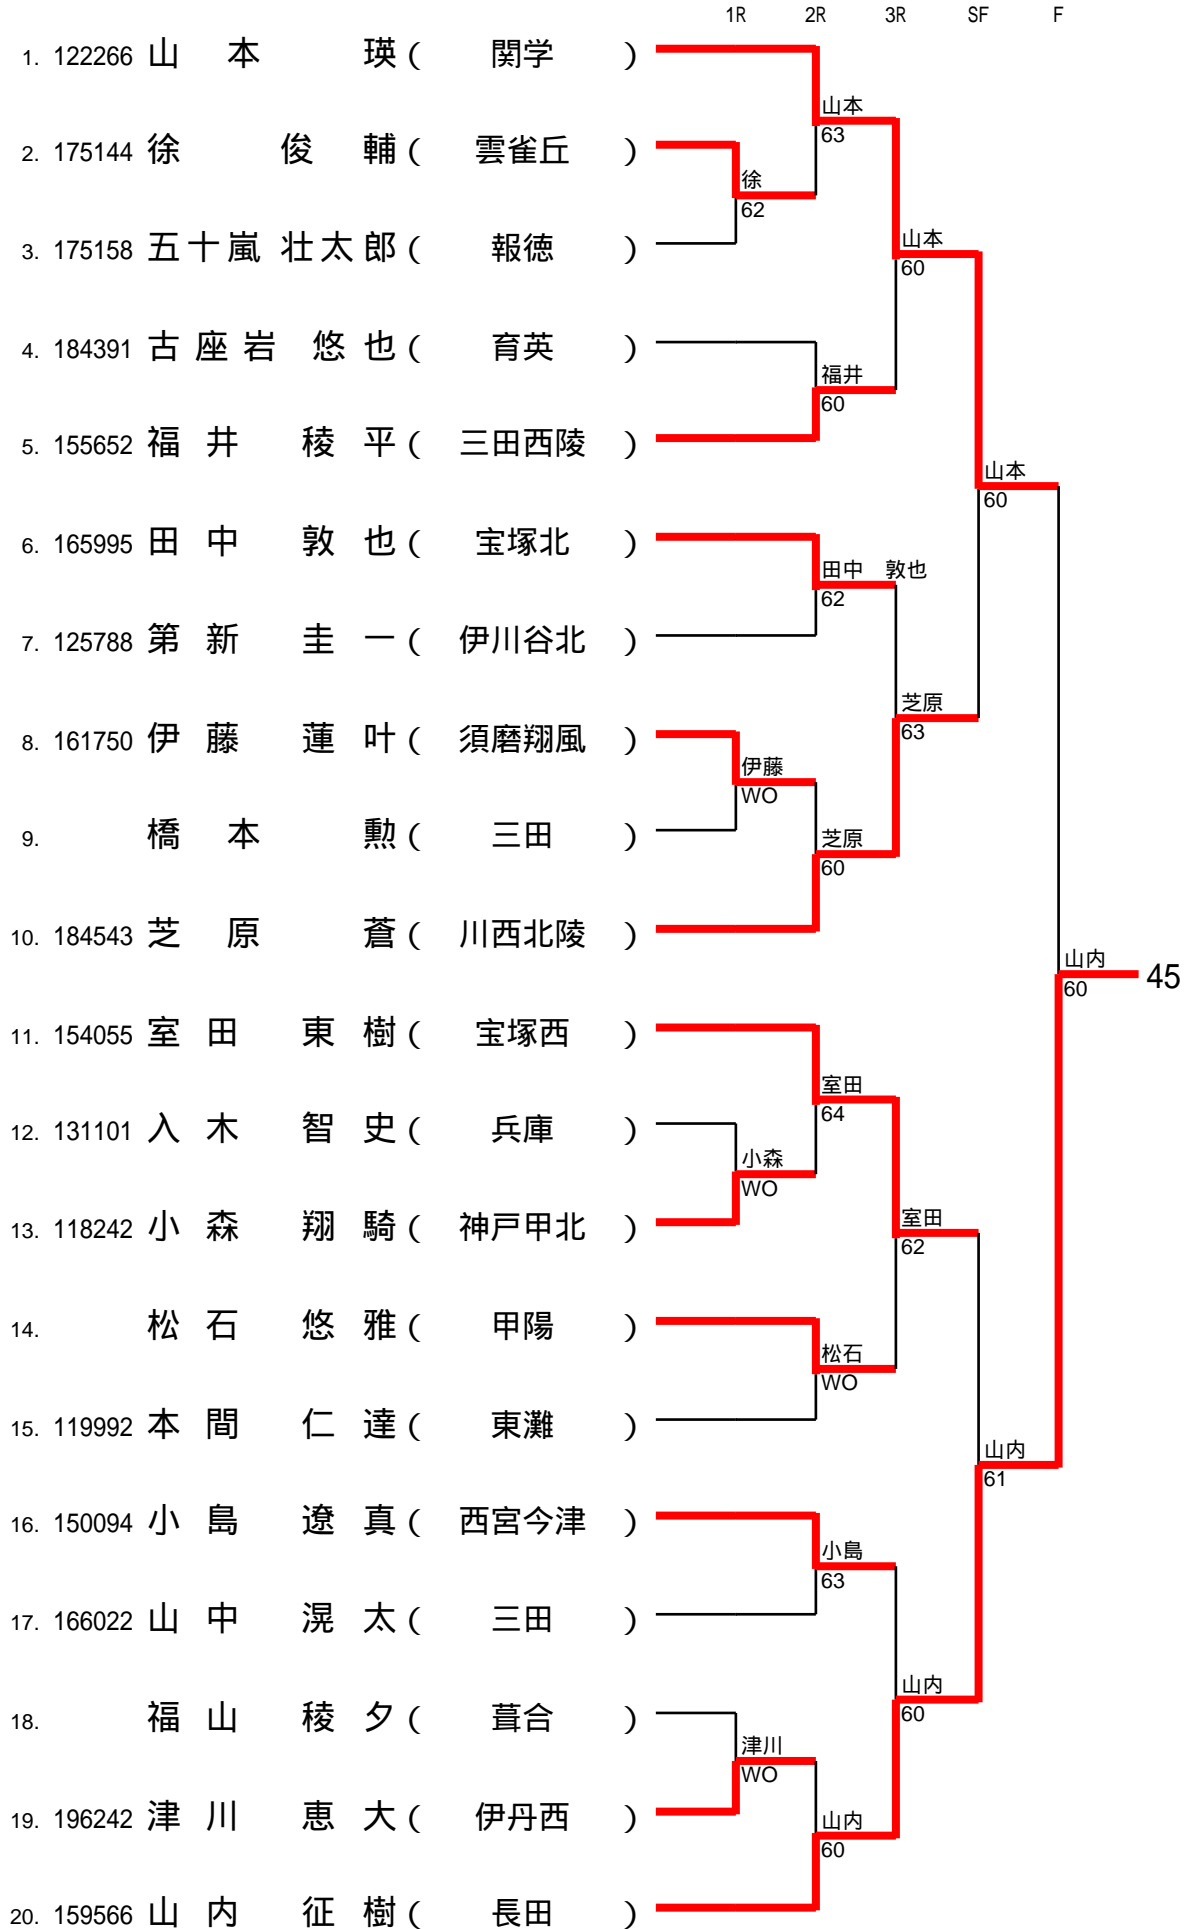 1R 2R 3R SF F
1. 122266 山 本 瑛 ( 関学 )
山本
63
2. 175144 徐 俊 輔 ( 雲雀丘 )
徐
62
3. 175158 五十嵐 壮太郎 ( 報徳 )
山本
60
4. 184391 古座岩 悠也 ( 育英 )
福井
60
5. 155652 福 井 稜 平 ( 三田西陵 )
山本
60
6. 165995 田 中 敦 也 ( 宝塚北 )
田中 敦也
62
7. 125788 第 新 圭 一 ( 伊川谷北 )
芝原
63
8. 161750 伊 藤 蓮 叶 ( 須磨翔風 )
伊藤
WO
9. 橋 本 勲 ( 三田 )
芝原
60
10. 184543 芝 原 蒼 ( 川西北陵 )
山内
60
45
11. 154055 室 田 東 樹 ( 宝塚西 )
室田
64
12. 131101 入 木 智 史 ( 兵庫 )
小森
WO
13. 118242 小 森 翔 騎 ( 神戸甲北 )
室田
62
14. 松 石 悠 雅 ( 甲陽 )
松石
WO
15. 119992 本 間 仁 達 ( 東灘 )
山内
61
16. 150094 小 島 遼 真 ( 西宮今津 )
小島
63
17. 166022 山 中 滉 太 ( 三田 )
山内
60
18. 福 山 稜 夕 ( 葺合 )
津川
WO
19. 196242 津 川 恵 大 ( 伊丹西 )
山内
60
20. 159566 山 内 征 樹 ( 長田 )